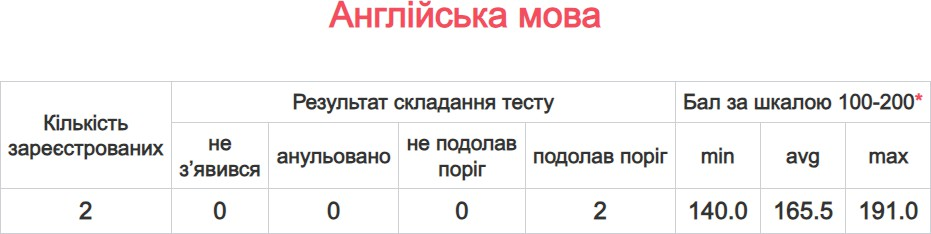 Англійська мова
Кількість
зареєстрованих
Результат складання тесту
Бал за шкалою 100-200*
не
з’явився
анульовано
не подолав
поріг
подолав поріг
min
avg
max
2
0
0
0
2
140.0
165.5
191.0